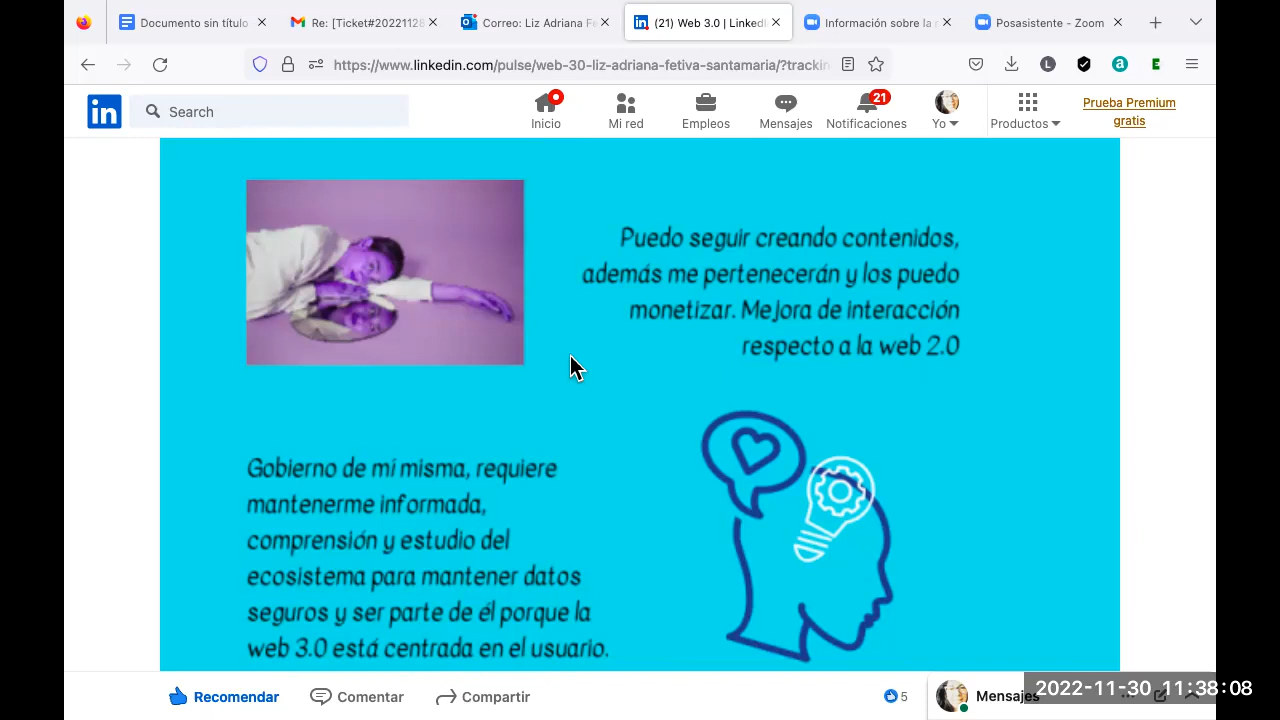 Documento sin título
Re: [Ticket#20221128
Correo: Liz Adriana Fe
(21) Web 3.0 | LinkedI
Información sobre la r
Posasistente - Zoom
https://www.linkedin.com/pulse/web-30-liz-adriana-fetiva-santamaria/?trackin
in
Search
Inicio
Mi red
Empleos
Mensajes
21
Notificaciones
Yo
Productos
Prueba Premium
gratis
Puedo seguir creando contenidos,
además me pertenecerán y los puedo
monetizar. Mejora de interacción
respecto a la web 2.0
Gobierno de mí misma, requiere
mantenerme informada,
comprensión y estudio del
ecosistema para mantener datos
seguros y ser parte de él porque la
web 3.0 está centrada en el usuario.
Recomendar
Comentar
Compartir
5
Mensajes
2022-11-30 11:38:08